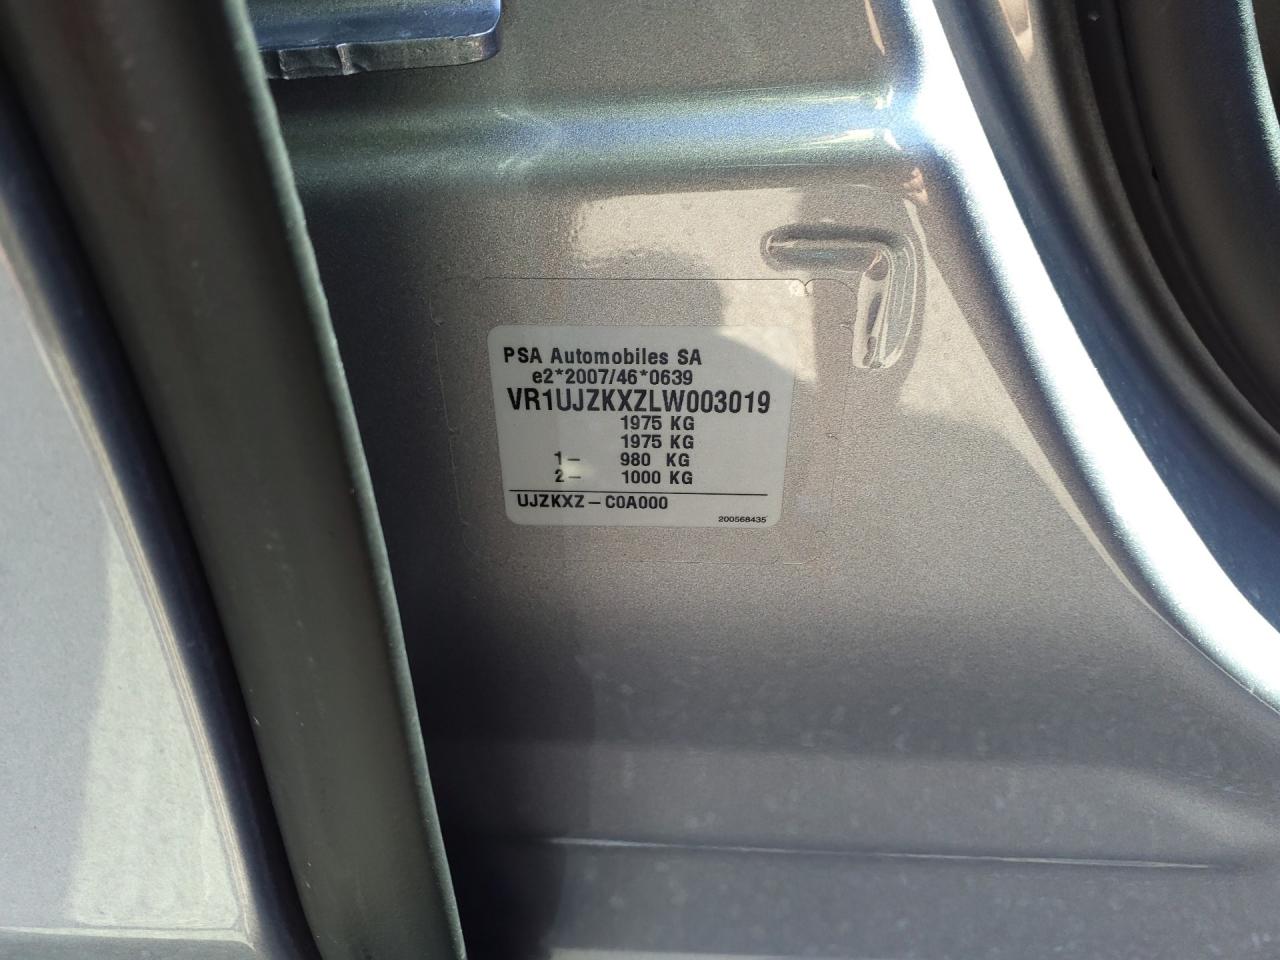 PSA Automobiles SA
e2*2007/46*0639
VR1UJZKXZLW003019
1975 KG
1975 KG
1- 980 KG
2- 1000 KG
UJZKXZ-C0A000
200568435